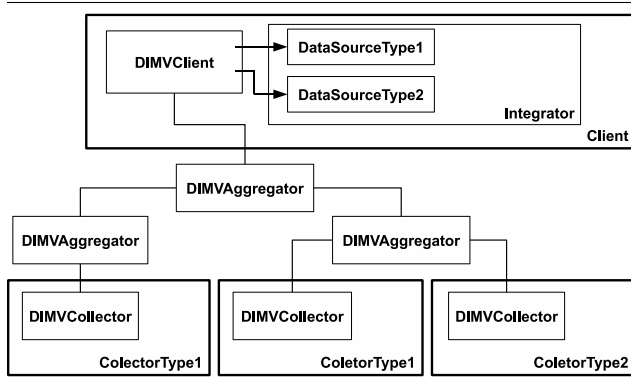 DIMVClient
DataSourceType1
DataSourceType2
Integrator
Client
DIMVAggregator
DIMVAggregator
DIMVAggregator
DIMVCollector
DIMVCollector
DIMVCollector
ColectorType1
ColetorType1
ColetorType2